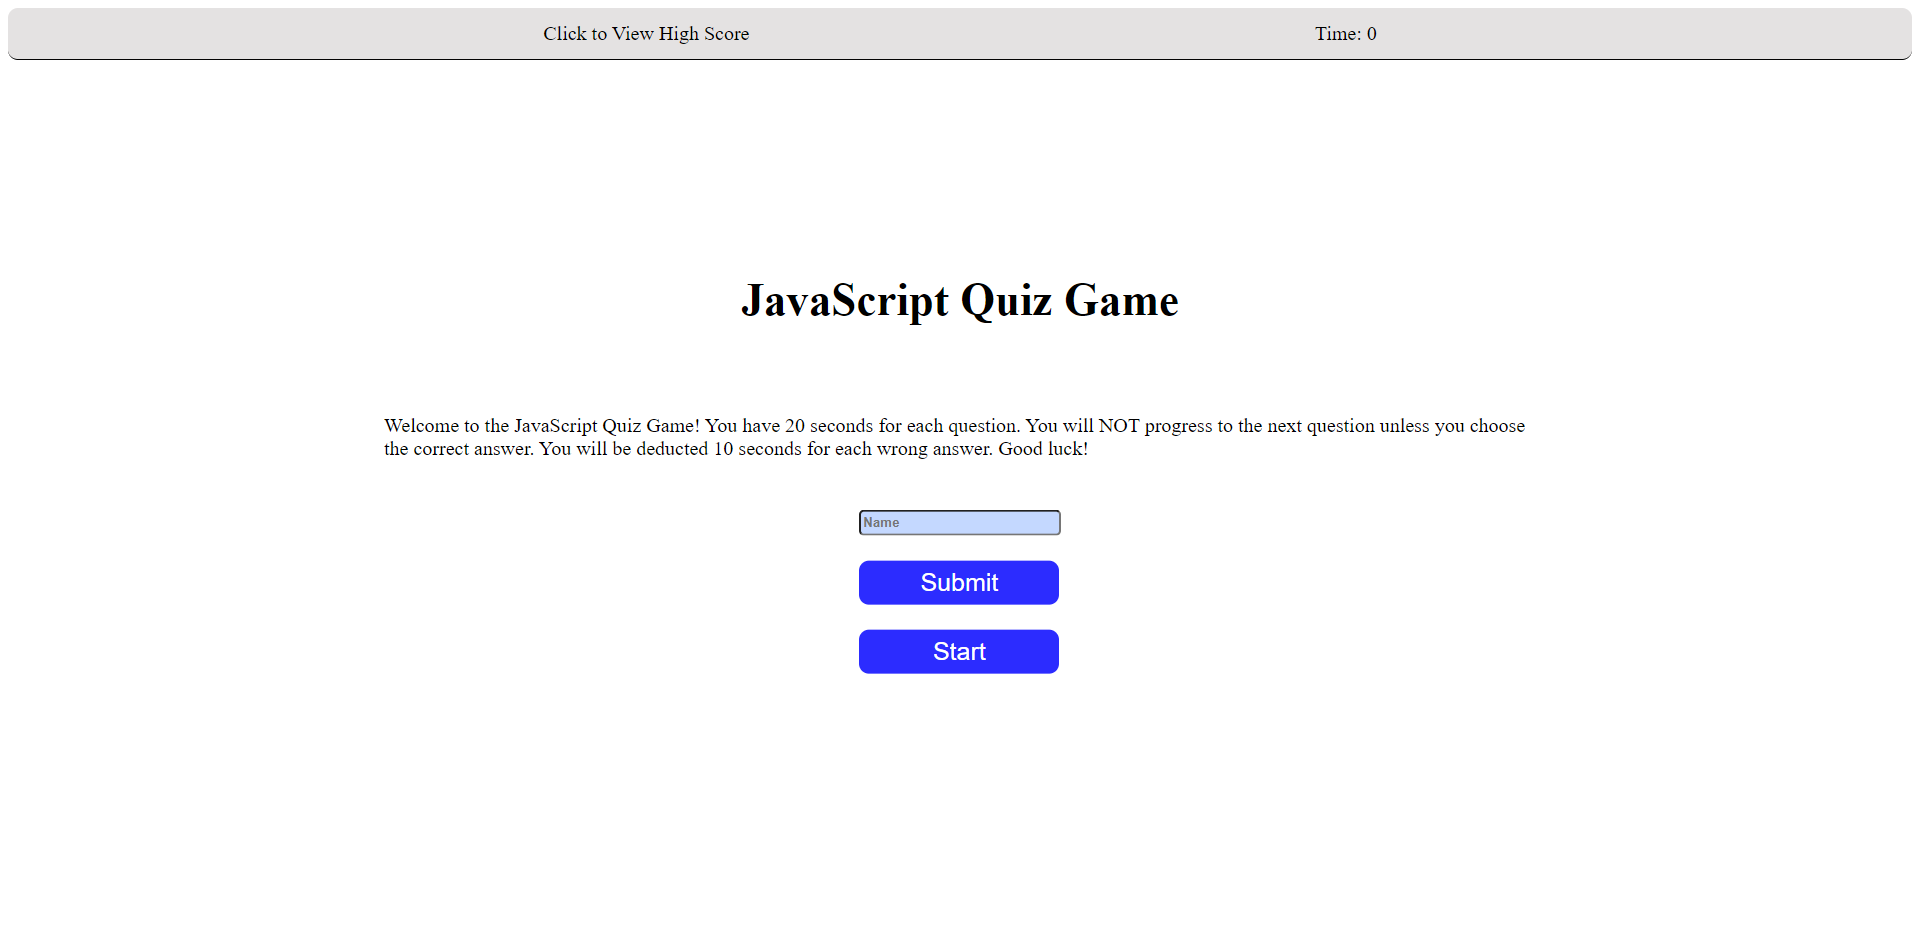 Click to View High Score
Time: 0
JavaScript Quiz Game
Welcome to the JavaScript Quiz Game! You have 20 seconds for each question. You will NOT progress to the next question unless you choose
the correct answer. You will be deducted 10 seconds for each wrong answer. Good luck!
Name
Submit
Start